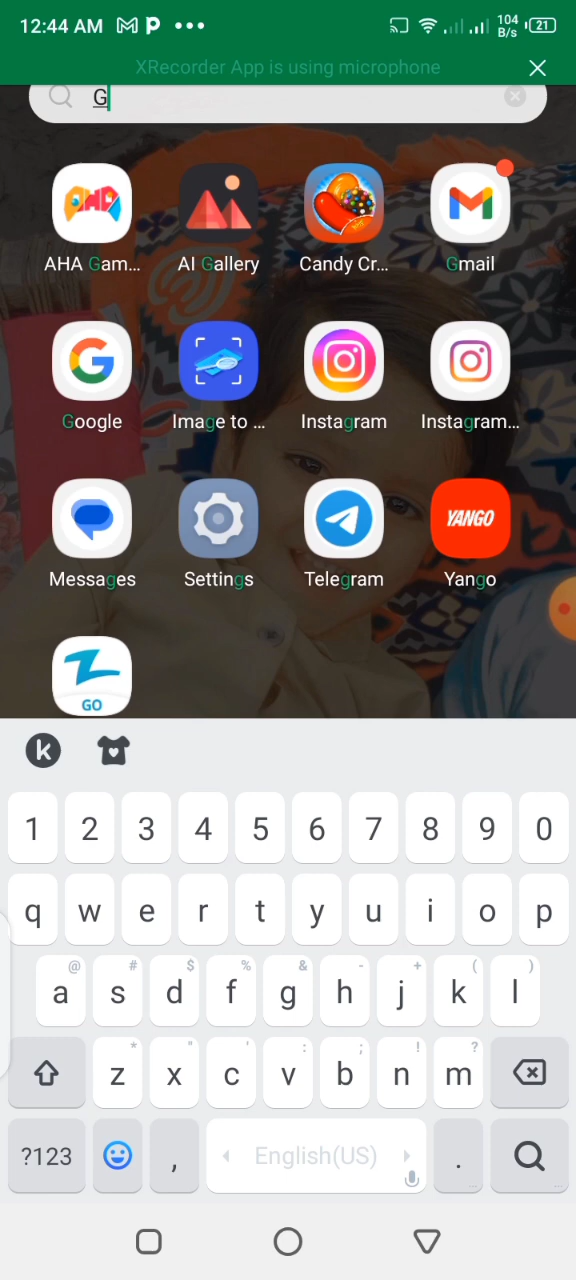 12:44 AM 104 B/s 21
XRecorder App is using microphone
G
AHA Gam... AI Gallery Candy Cr... Gmail
Google Image to ... Instagram Instagram...
YANGO
Messages Settings Telegram Yango
GO
1 2 3 4 5 6 7 8 9 0
q w e r t y u i o p
@ # $ % & - + ( )
a s d f g h j k l
* " ' : ; ! ?
z x c v b n m
?123 , English(US) .